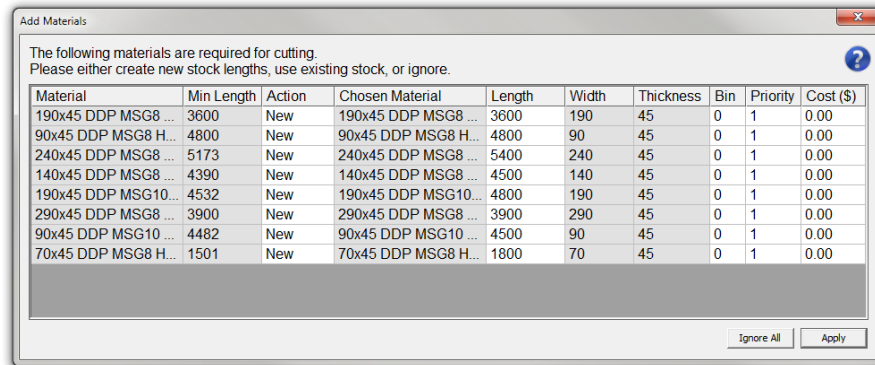 Add Materials
The following materials are required for cutting.
Please either create new stock lengths, use existing stock, or ignore.
?
Material Min Length Action Chosen Material Length Width Thickness Bin Priority Cost ($)
190x45 DDP MSG8 ... 3600 New 190x45 DDP MSG8 ... 3600 190 45 0 1 0.00
90x45 DDP MSG8 H... 4800 New 90x45 DDP MSG8 H... 4800 90 45 0 1 0.00
240x45 DDP MSG8 ... 5173 New 240x45 DDP MSG8 ... 5400 240 45 0 1 0.00
140x45 DDP MSG8 ... 4390 New 140x45 DDP MSG8 ... 4500 140 45 0 1 0.00
190x45 DDP MSG10... 4532 New 190x45 DDP MSG10... 4800 190 45 0 1 0.00
290x45 DDP MSG8 ... 3900 New 290x45 DDP MSG8 ... 3900 290 45 0 1 0.00
90x45 DDP MSG10 ... 4482 New 90x45 DDP MSG10 ... 4500 90 45 0 1 0.00
70x45 DDP MSG8 H... 1501 New 70x45 DDP MSG8 H... 1800 70 45 0 1 0.00
Ignore All Apply